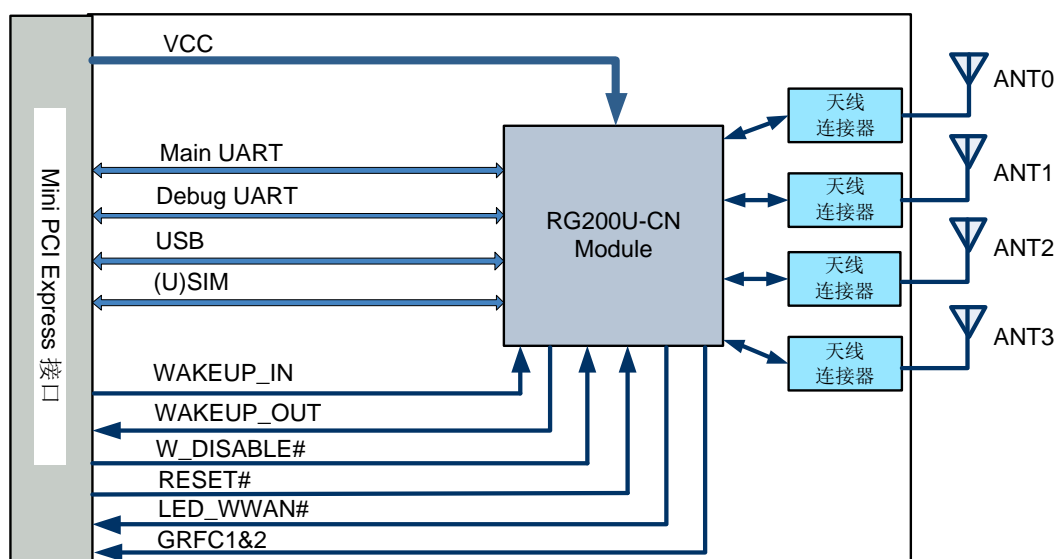 VCC
Main UART
Debug UART
USB
(U)SIM
WAKEUP_IN
WAKEUP_OUT
W_DISABLE#
RESET#
LED_WWAN#
GRFC1&2
Mini PCI Express 接口
RG200U-CN
Module
天线
连接器
ANT0
天线
连接器
ANT1
天线
连接器
ANT2
天线
连接器
ANT3